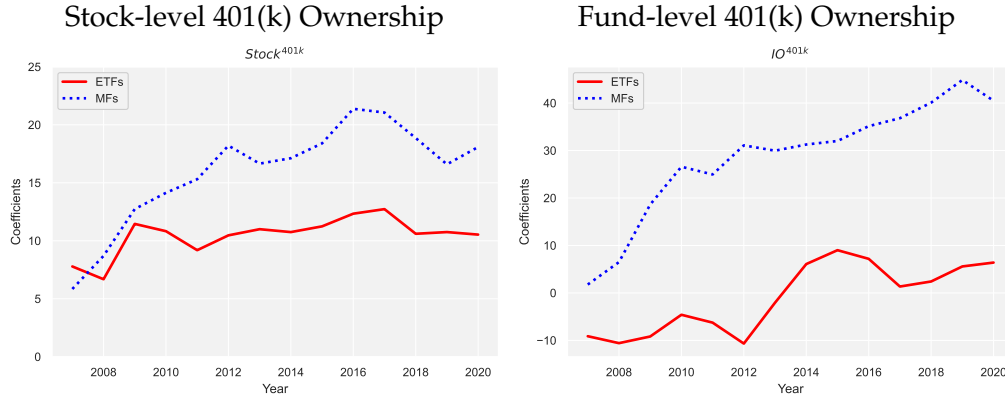 Stock-level 401(k) Ownership
Stock^401k
25
20
15
10
5
0
Coefficients
ETFs
MFs
2008 2010 2012 2014 2016 2018 2020
Year
Fund-level 401(k) Ownership
IO^401k
40
30
20
10
0
−10
Coefficients
ETFs
MFs
2008 2010 2012 2014 2016 2018 2020
Year